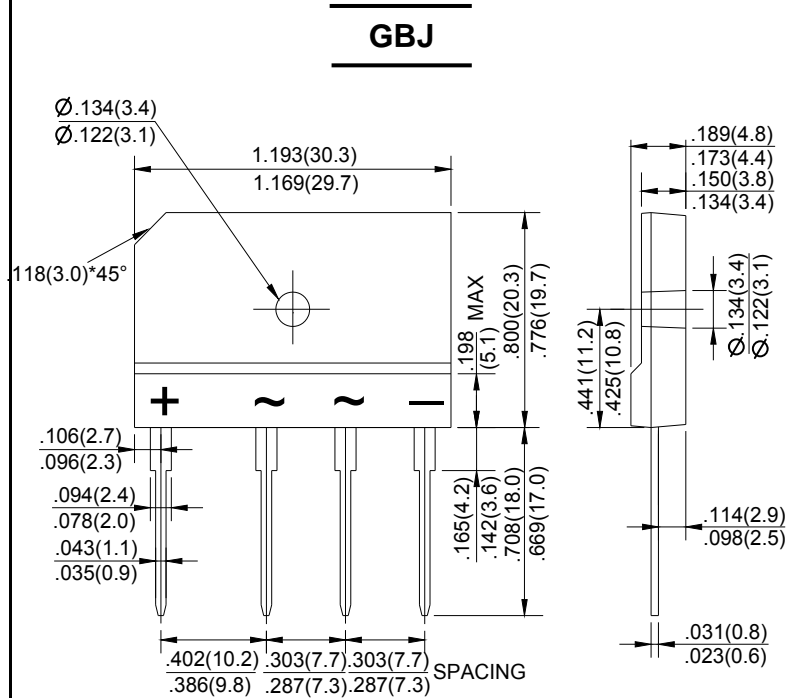 GBJ
Ø.134(3.4)
Ø.122(3.1)
1.193(30.3)
1.169(29.7)
.189(4.8)
.173(4.4)
.150(3.8)
.134(3.4)
.118(3.0)*45°
.198 MAX
(5.1)
.800(20.3)
.776(19.7)
.441(11.2)
.425(10.8)
Ø.134(3.4)
Ø.122(3.1)
+ ~ ~ —
.106(2.7)
.096(2.3)
.094(2.4)
.078(2.0)
.043(1.1)
.035(0.9)
.165(4.2)
.142(3.6)
.708(18.0)
.669(17.0)
.114(2.9)
.098(2.5)
.031(0.8)
.023(0.6)
.402(10.2) .303(7.7) .303(7.7) SPACING
.386(9.8) .287(7.3) .287(7.3)